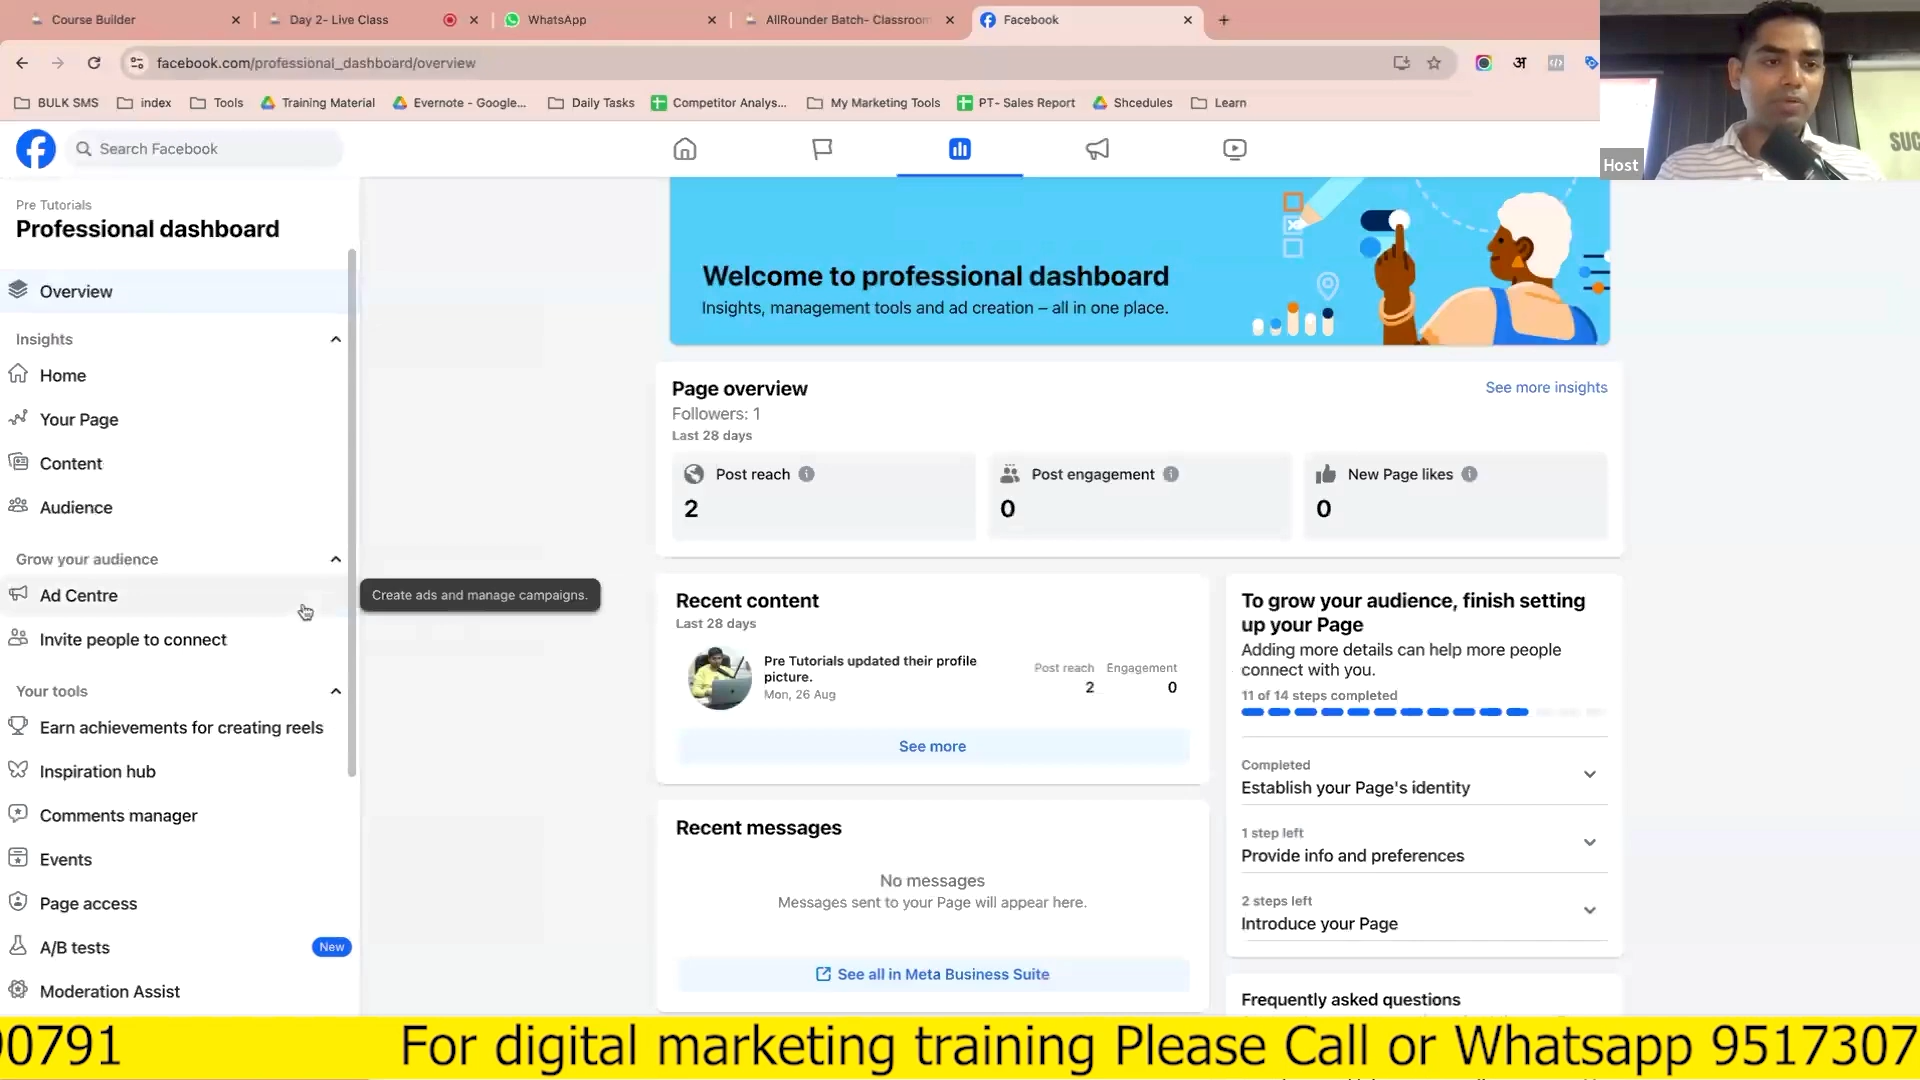 Course Builder
Day 2- Live Class
WhatsApp
AllRounder Batch- Classroom
Facebook
facebook.com/professional_dashboard/overview
अ
BULK SMS
index
Tools
Training Material
Evernote - Google...
Daily Tasks
Competitor Analys...
My Marketing Tools
PT- Sales Report
Shcedules
Learn
SUC
Host
Search Facebook
Pre Tutorials
Professional dashboard
Overview
Insights
Home
Your Page
Content
Audience
Grow your audience
Ad Centre
Create ads and manage campaigns.
Invite people to connect
Your tools
Earn achievements for creating reels
Inspiration hub
Comments manager
Events
Page access
A/B tests
New
Moderation Assist
Welcome to professional dashboard
Insights, management tools and ad creation – all in one place.
Page overview
See more insights
Followers: 1
Last 28 days
Post reach
2
Post engagement
0
New Page likes
0
Recent content
Last 28 days
Pre Tutorials updated their profile
picture.
Mon, 26 Aug
Post reach
2
Engagement
0
See more
Recent messages
No messages
Messages sent to your Page will appear here.
See all in Meta Business Suite
To grow your audience, finish setting
up your Page
Adding more details can help more people
connect with you.
11 of 14 steps completed
Completed
Establish your Page's identity
1 step left
Provide info and preferences
2 steps left
Introduce your Page
Frequently asked questions
00791 For digital marketing training Please Call or Whatsapp 9517307